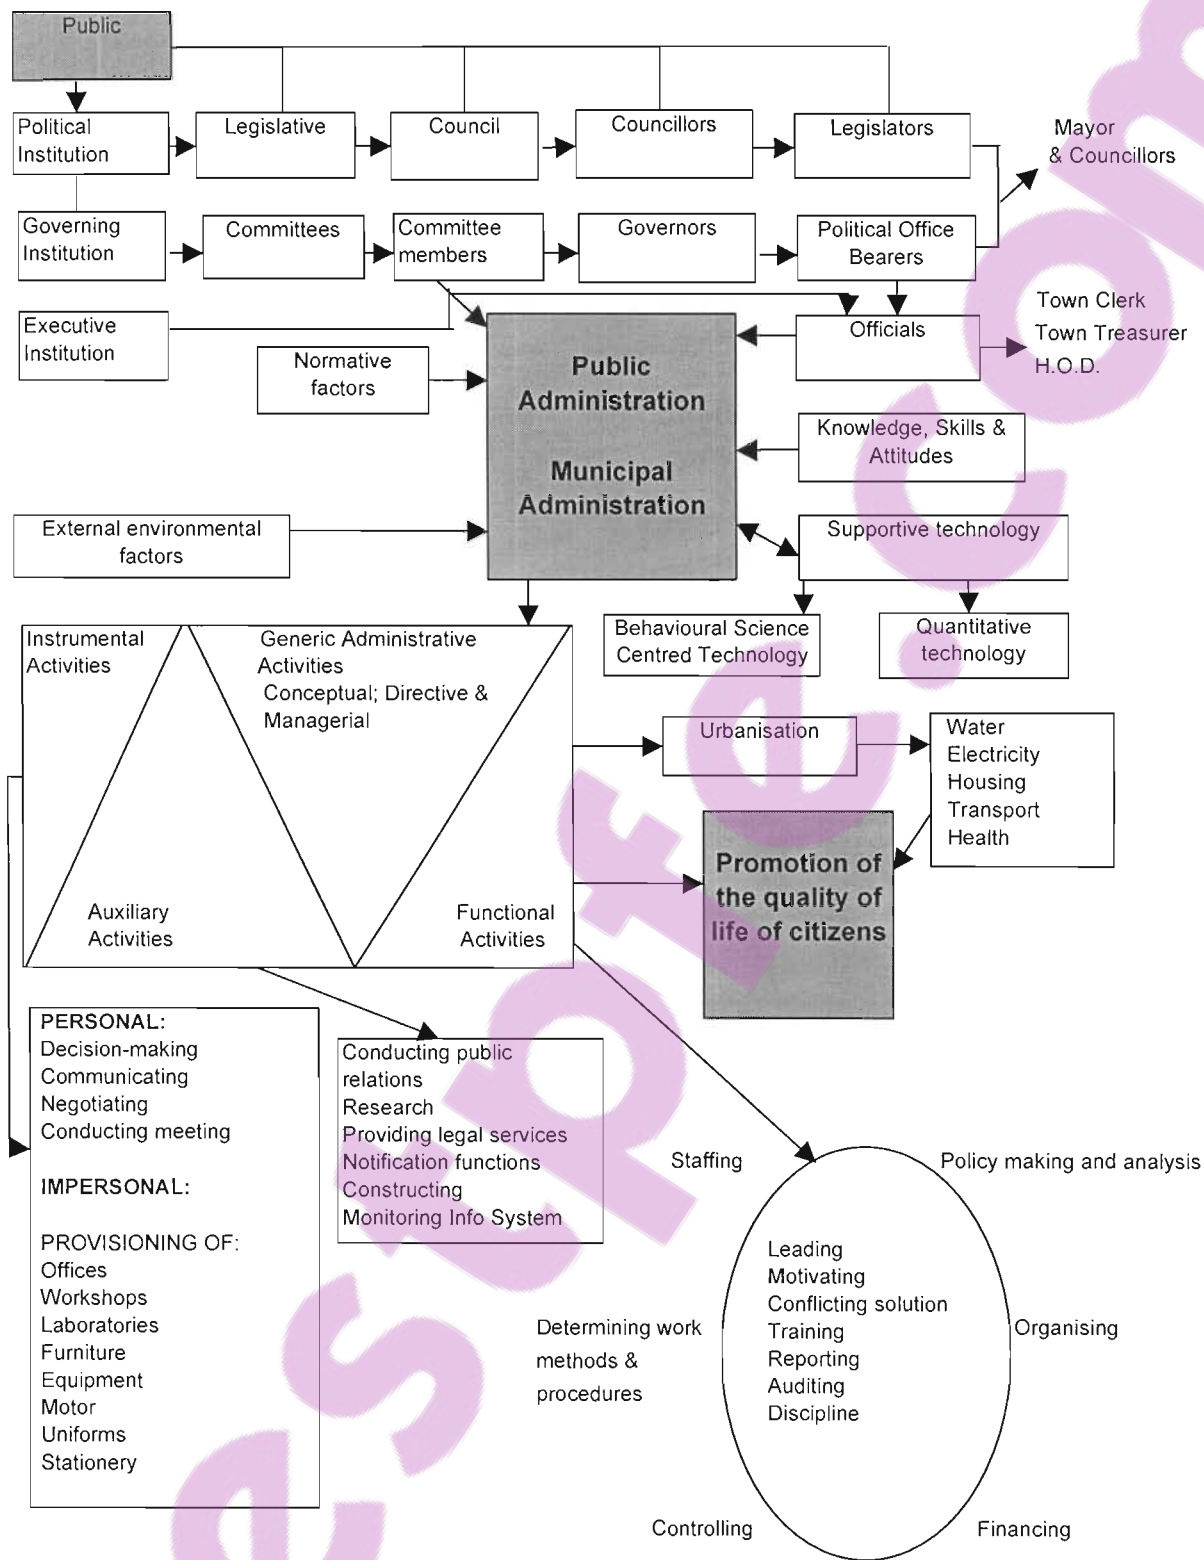 Public
Political
Institution
Legislative
Council
Councillors
Legislators
Mayor
& Councillors
Governing
Institution
Committees
Committee
members
Governors
Political Office
Bearers
Executive
Institution
Officials
Town Clerk
Town Treasurer
H.O.D.
Normative
factors
Public
Administration
Municipal
Administration
Knowledge, Skills &
Attitudes
External environmental
factors
Supportive technology
Behavioural Science
Centred Technology
Quantitative
technology
Instrumental
Activities
Generic Administrative
Activities
Conceptual; Directive &
Managerial
Auxiliary
Activities
Functional
Activities
Urbanisation
Water
Electricity
Housing
Transport
Health
Promotion of
the quality of
life of citizens
PERSONAL:
Decision-making
Communicating
Negotiating
Conducting meeting
IMPERSONAL:
PROVISIONING OF:
Offices
Workshops
Laboratories
Furniture
Equipment
Motor
Uniforms
Stationery
Conducting public
relations
Research
Providing legal services
Notification functions
Constructing
Monitoring Info System
Staffing
Policy making and analysis
Leading
Motivating
Conflicting solution
Training
Reporting
Auditing
Discipline
Determining work
methods &
procedures
Organising
Controlling
Financing
estpfe.com